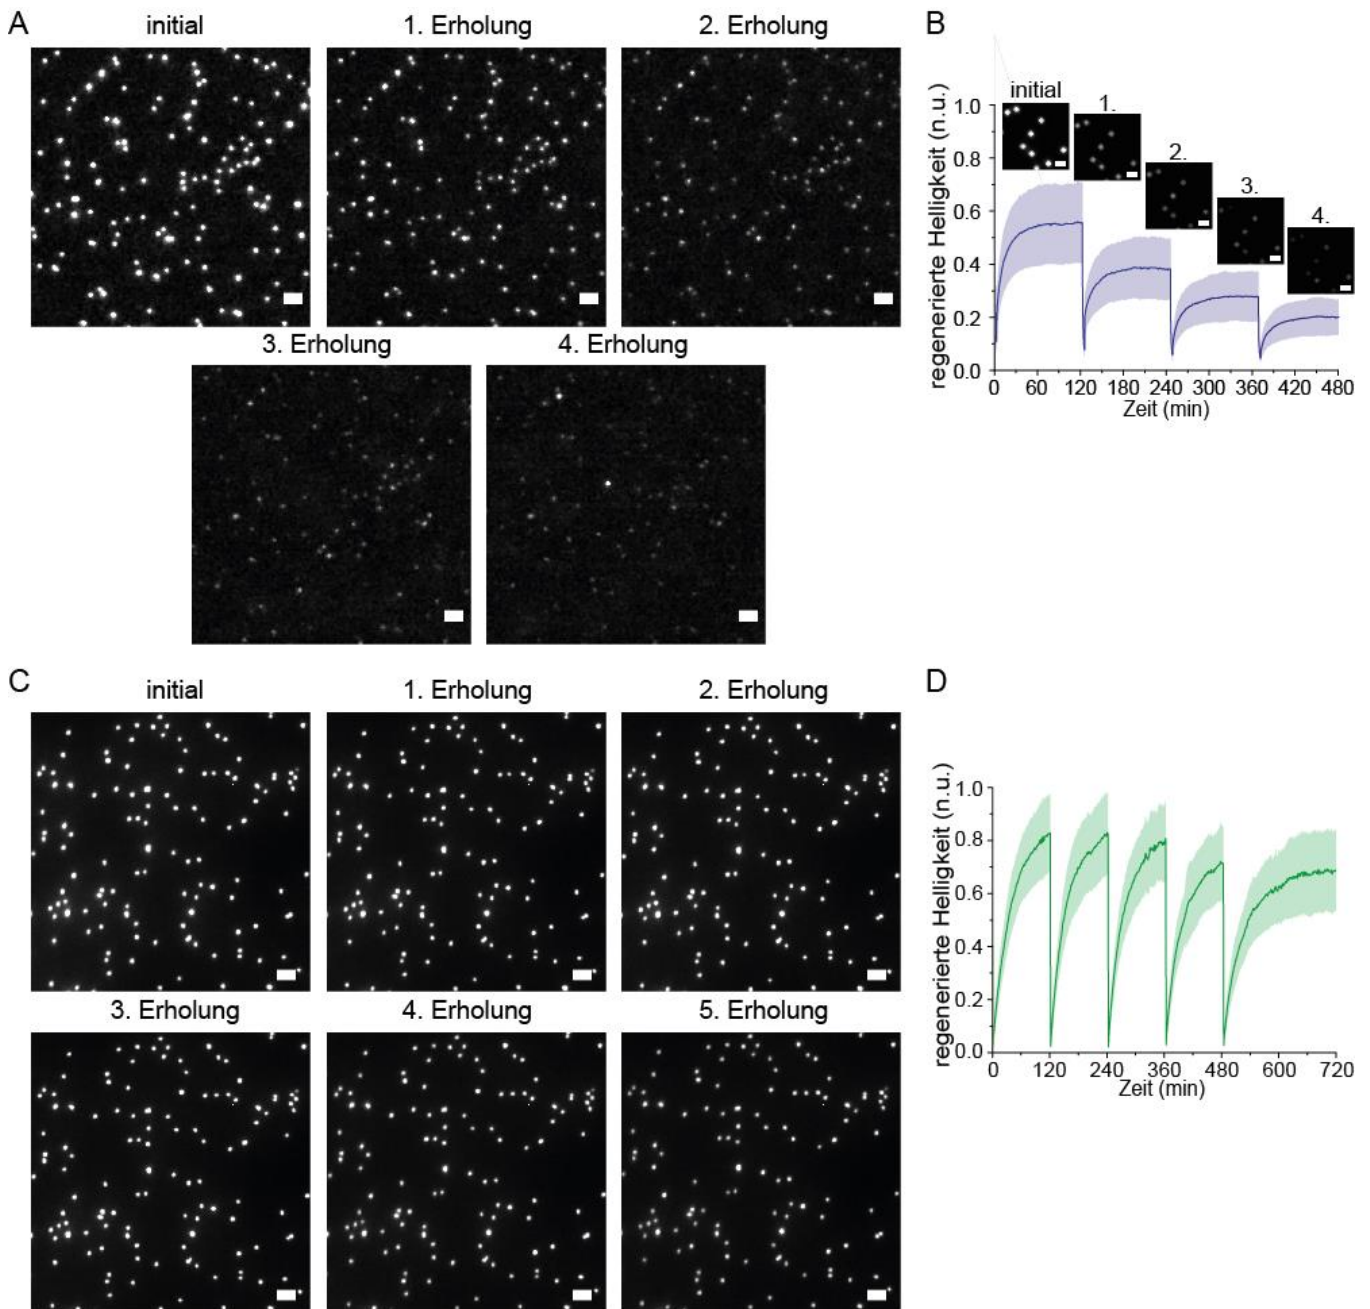 A
initial
1. Erholung
2. Erholung
3. Erholung
4. Erholung
B
regenerierte Helligkeit (n.u.)
1.0
0.8
0.6
0.4
0.2
0.0
initial
1.
2.
3.
4.
0 60 120 180 240 300 360 420 480
Zeit (min)
C
initial
1. Erholung
2. Erholung
3. Erholung
4. Erholung
5. Erholung
D
regenerierte Helligkeit (n.u.)
1.0
0.8
0.6
0.4
0.2
0.0
0 120 240 360 480 600 720
Zeit (min)